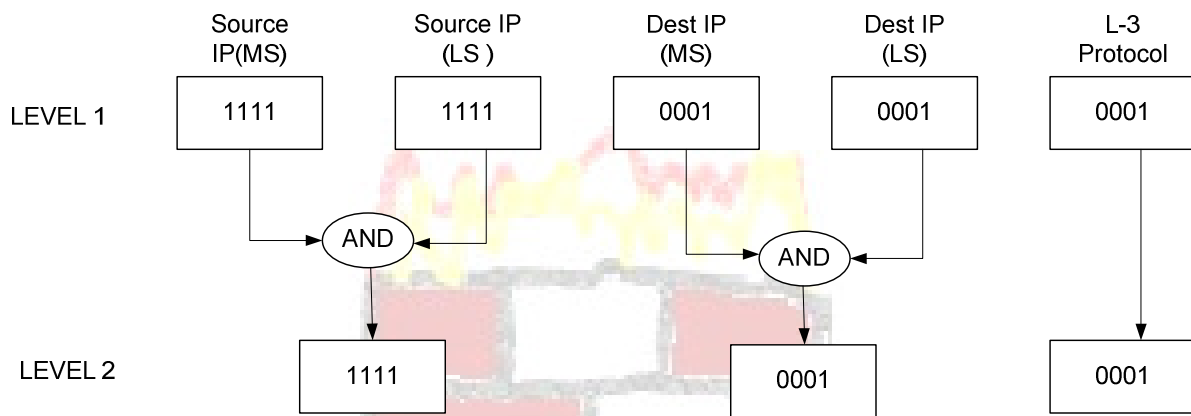 Source
IP(MS)
Source IP
(LS )
Dest IP
(MS)
Dest IP
(LS)
L-3
Protocol
LEVEL 1
1111
1111
0001
0001
0001
AND
AND
LEVEL 2
1111
0001
0001